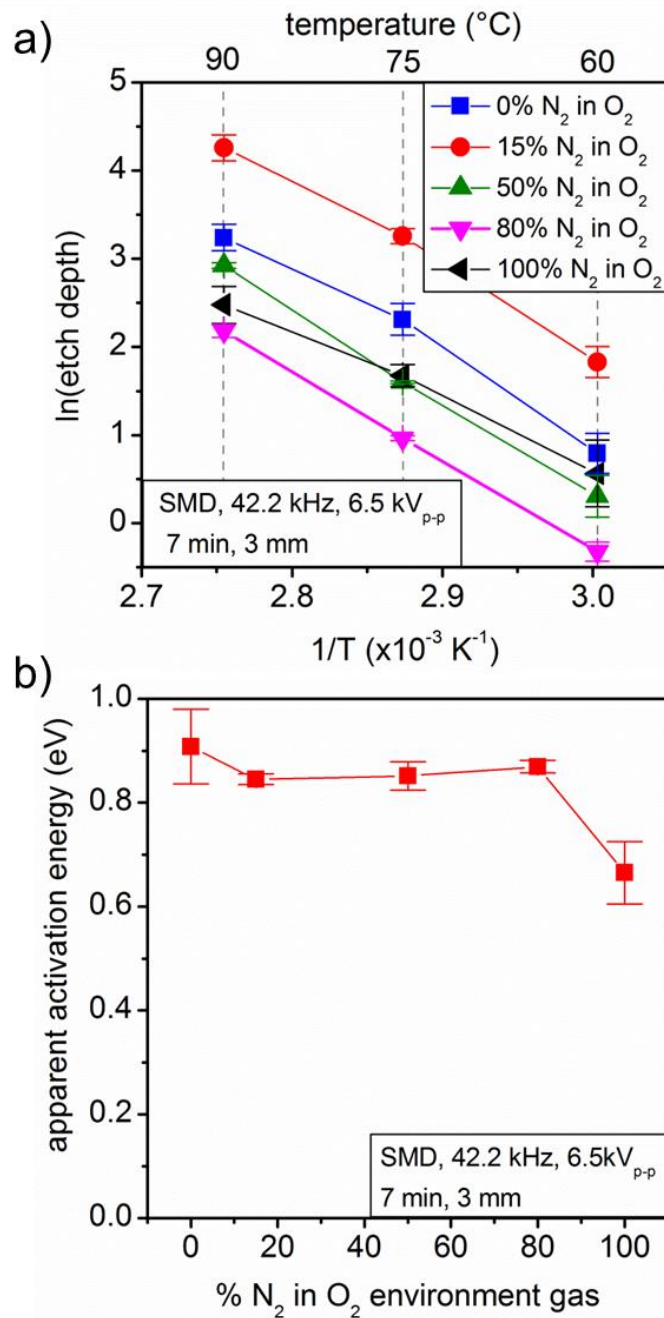 a)
temperature (°C)
90 75 60
5
4
3
2
1
0
ln(etch depth)
0% N₂ in O₂
15% N₂ in O₂
50% N₂ in O₂
80% N₂ in O₂
100% N₂ in O₂
SMD, 42.2 kHz, 6.5 kVₚ₋ₚ
7 min, 3 mm
2.7 2.8 2.9 3.0
1/T (x10⁻³ K⁻¹)
b)
1.0
0.8
0.6
0.4
0.2
0.0
apparent activation energy (eV)
SMD, 42.2 kHz, 6.5kVₚ₋ₚ
7 min, 3 mm
0 20 40 60 80 100
% N₂ in O₂ environment gas